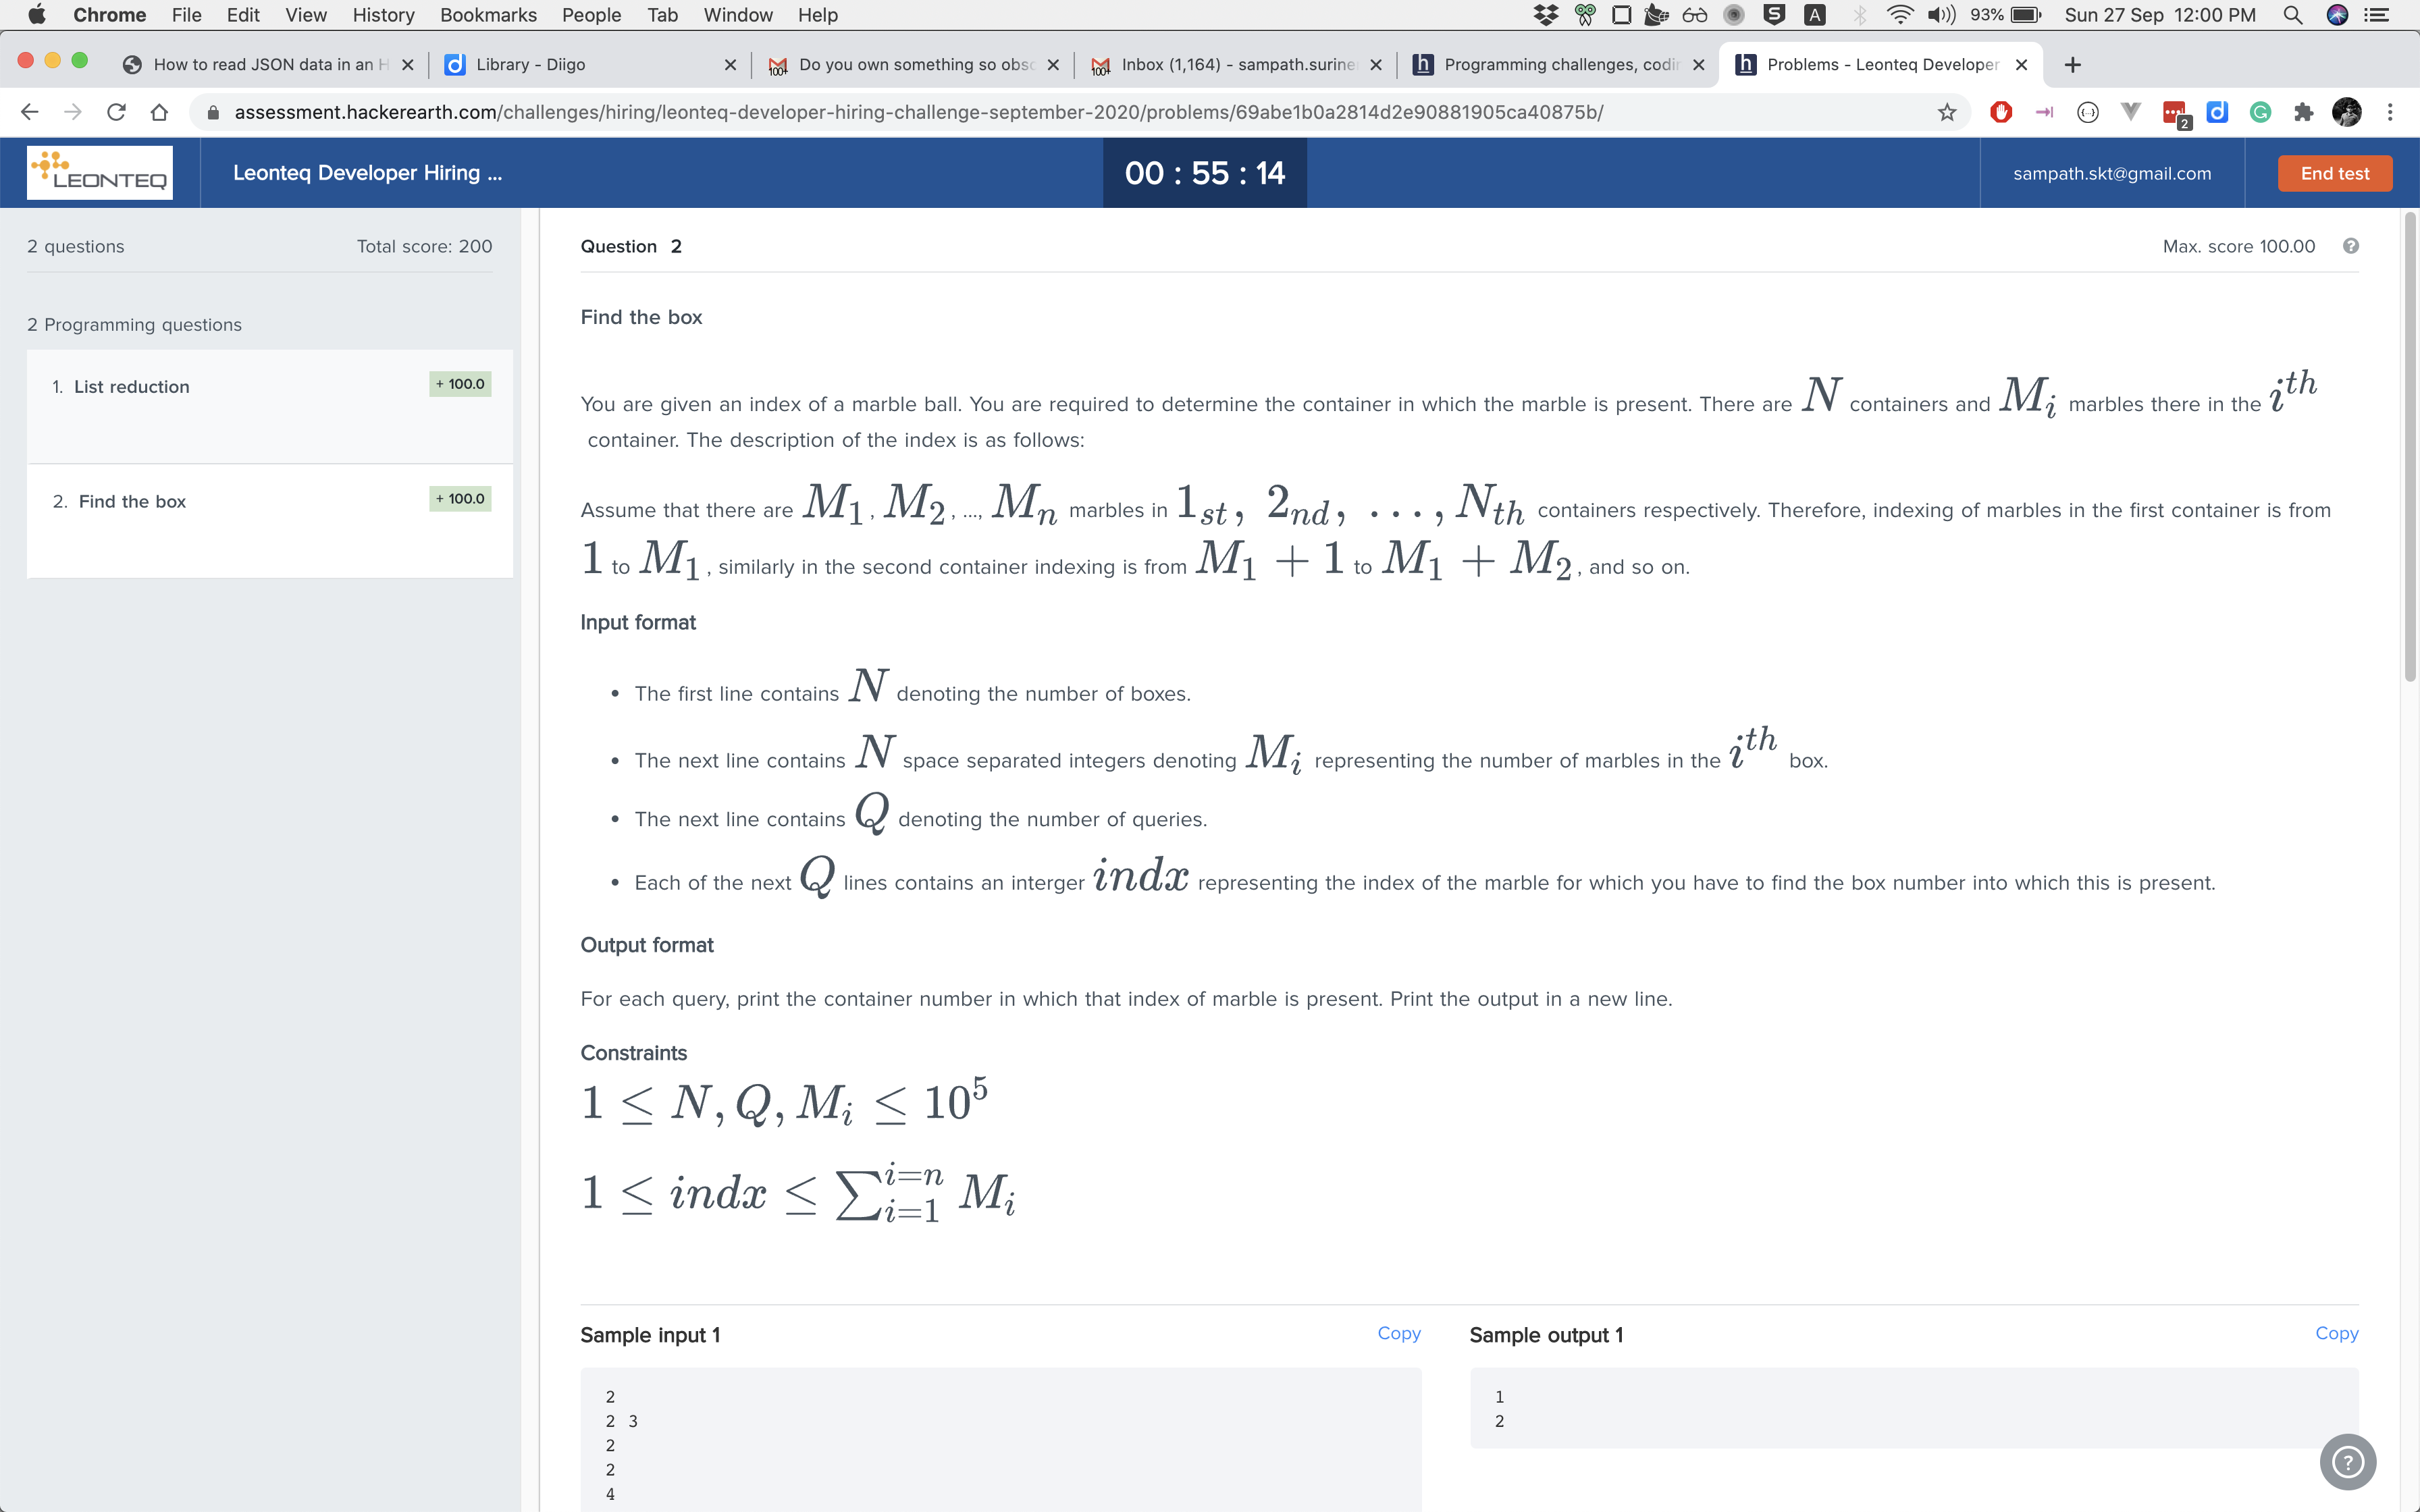 Chrome File Edit View History Bookmarks People Tab Window Help 93% Sun 27 Sep 12:00 PM
How to read JSON data in an H Library - Diigo Do you own something so obsc Inbox (1,164) - sampath.suriner Programming challenges, codin Problems - Leonteq Developer
assessment.hackerearth.com/challenges/hiring/leonteq-developer-hiring-challenge-september-2020/problems/69abe1b0a2814d2e90881905ca40875b/
LEONTEQ Leonteq Developer Hiring ... 00 : 55 : 14 sampath.skt@gmail.com End test
2 questions Total score: 200
2 Programming questions
1. List reduction + 100.0
2. Find the box + 100.0
Question 2 Max. score 100.00
Find the box
You are given an index of a marble ball. You are required to determine the container in which the marble is present. There are N containers and M_i marbles there in the i^th
container. The description of the index is as follows:
Assume that there are M_1, M_2, ..., M_n marbles in 1_st, 2_nd, ..., N_th containers respectively. Therefore, indexing of marbles in the first container is from
1 to M_1, similarly in the second container indexing is from M_1 + 1 to M_1 + M_2, and so on.
Input format
• The first line contains N denoting the number of boxes.
• The next line contains N space separated integers denoting M_i representing the number of marbles in the i^th box.
• The next line contains Q denoting the number of queries.
• Each of the next Q lines contains an interger indx representing the index of the marble for which you have to find the box number into which this is present.
Output format
For each query, print the container number in which that index of marble is present. Print the output in a new line.
Constraints
1 ≤ N, Q, M_i ≤ 10^5
1 ≤ indx ≤ ∑_{i=1}^{i=n} M_i
Sample input 1 Copy
2
2 3
2
2
4
Sample output 1 Copy
1
2